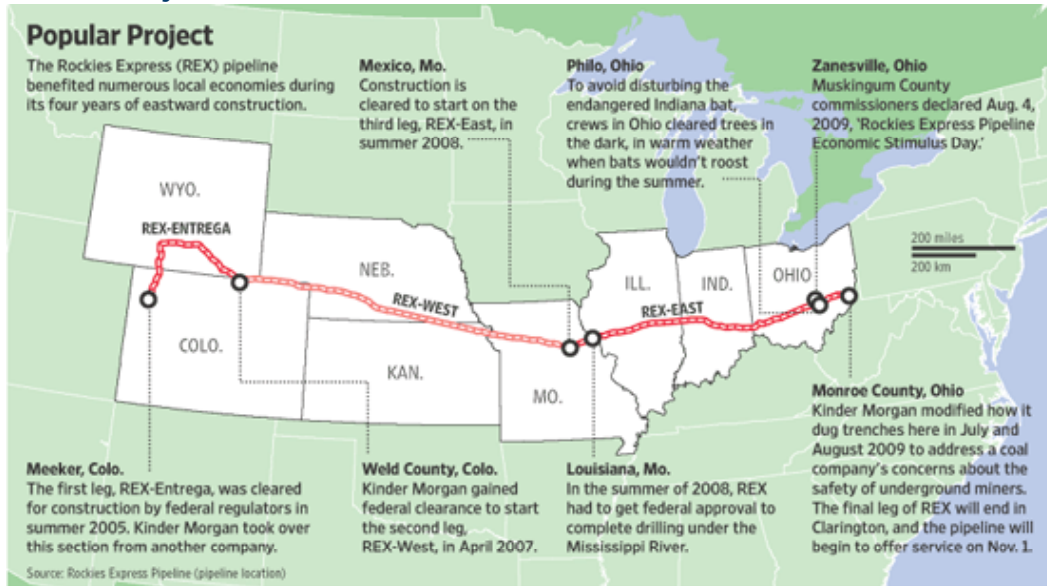 Popular Project
The Rockies Express (REX) pipeline
benefited numerous local economies during
its four years of eastward construction.
Mexico, Mo.
Construction is
cleared to start on the
third leg, REX-East, in
summer 2008.
Philo, Ohio
To avoid disturbing the
endangered Indiana bat,
crews in Ohio cleared trees in
the dark, in warm weather
when bats wouldn't roost
during the summer.
Zanesville, Ohio
Muskingum County
commissioners declared Aug. 4,
2009, 'Rockies Express Pipeline
Economic Stimulus Day.'
WYO.
REX-ENTREGA
NEB.
REX-WEST
COLO.
KAN.
MO.
ILL.
IND.
OHIO
REX-EAST
200 miles
200 km
Meeker, Colo.
The first leg, REX-Entrega, was cleared
for construction by federal regulators in
summer 2005. Kinder Morgan took over
this section from another company.
Weld County, Colo.
Kinder Morgan gained
federal clearance to start
the second leg,
REX-West, in April 2007.
Louisiana, Mo.
In the summer of 2008, REX
had to get federal approval to
complete drilling under the
Mississippi River.
Monroe County, Ohio
Kinder Morgan modified how it
dug trenches here in July and
August 2009 to address a coal
company's concerns about the
safety of underground miners.
The final leg of REX will end in
Clarington, and the pipeline will
begin to offer service on Nov. 1.
Source: Rockies Express Pipeline (pipeline location)